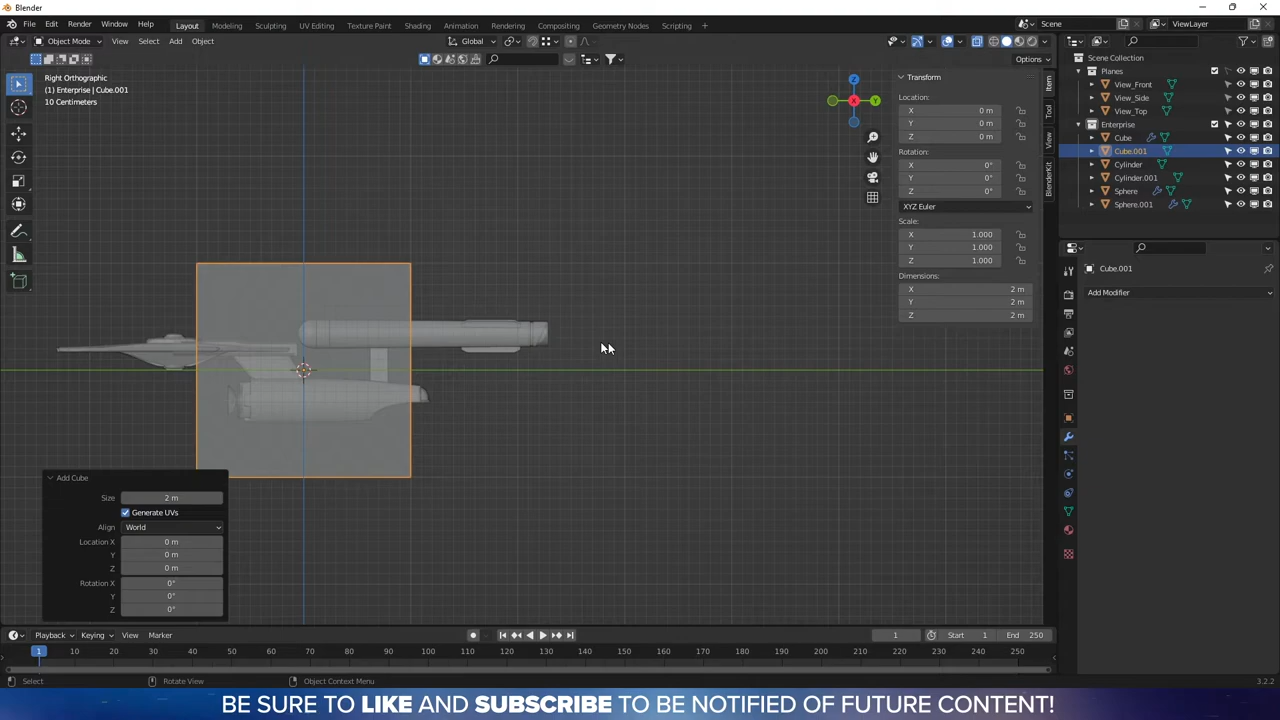 Blender
File Edit Render Window Help Layout Modeling Sculpting UV Editing Texture Paint Shading Animation Rendering Compositing Geometry Nodes Scripting Scene ViewLayer
Object Mode View Select Add Object Global
Options
Right Orthographic
(1) Enterprise | Cube.001
10 Centimeters
Z
X
Y
Transform
Location:
X 0 m
Y 0 m
Z 0 m
Rotation:
X 0°
Y 0°
Z 0°
XYZ Euler
Scale:
X 1.000
Y 1.000
Z 1.000
Dimensions:
X 2 m
Y 2 m
Z 2 m
Item
Tool
View
BlenderKit
Scene Collection
Planes
View_Front
View_Side
View_Top
Enterprise
Cube
Cube.001
Cylinder
Cylinder.001
Sphere
Sphere.001
Cube.001
Add Modifier
Add Cube
Size 2 m
Generate UVs
Align World
Location X 0 m
Y 0 m
Z 0 m
Rotation X 0°
Y 0°
Z 0°
Playback Keying View Marker 1 Start 1 End 250
1 10 20 30 40 50 60 70 80 90 100 110 120 130 140 150 160 170 180 190 200 210 220 230 240 250
Select Rotate View Object Context Menu 3.2.2
BE SURE TO LIKE AND SUBSCRIBE TO BE NOTIFIED OF FUTURE CONTENT!